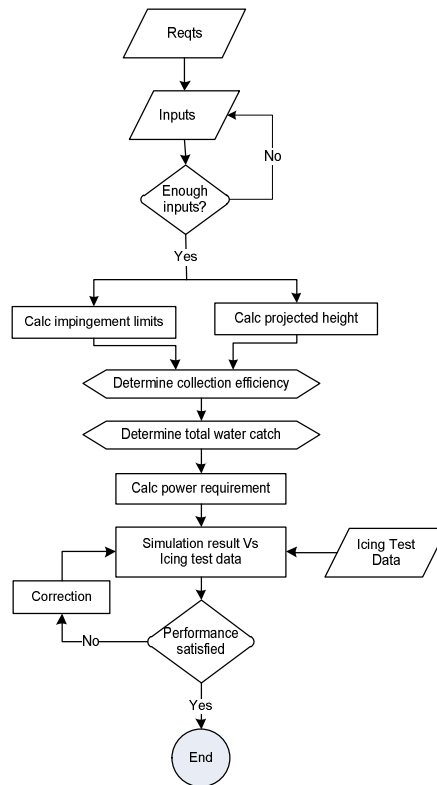 Reqts
Inputs
No
Enough
inputs?
Yes
Calc impingement limits
Calc projected height
Determine collection efficiency
Determine total water catch
Calc power requirement
Simulation result Vs
Icing test data
Icing Test
Data
Correction
No
Performance
satisfied
Yes
End